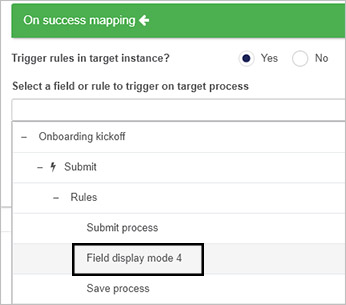 On success mapping
Trigger rules in target instance? Yes No
Select a field or rule to trigger on target process
– Onboarding kickoff
– Submit
– Rules
Submit process
Field display mode 4
Save process